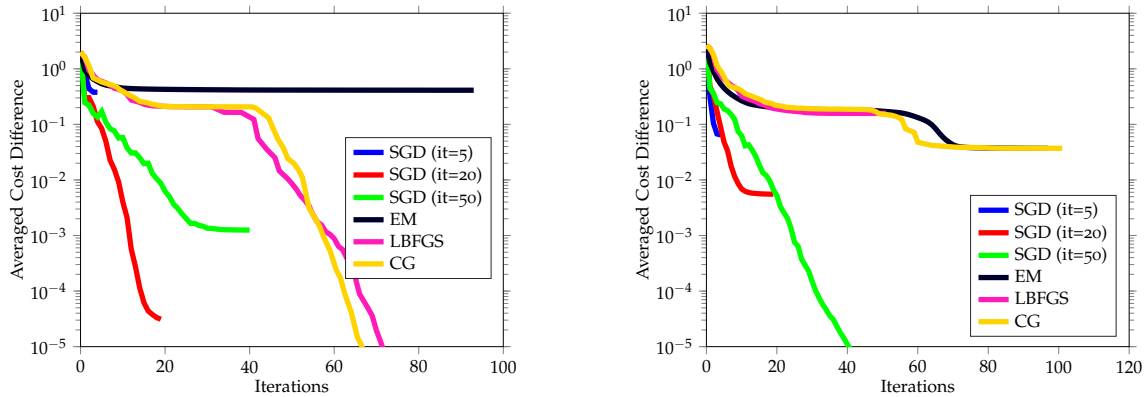 10^1
10^0
10^−1
10^−2
10^−3
10^−4
10^−5
Averaged Cost Difference
0
20
40
60
80
100
Iterations
SGD (it=5)
SGD (it=20)
SGD (it=50)
EM
LBFGS
CG
10^1
10^0
10^−1
10^−2
10^−3
10^−4
10^−5
Averaged Cost Difference
0
20
40
60
80
100
120
Iterations
SGD (it=5)
SGD (it=20)
SGD (it=50)
EM
LBFGS
CG